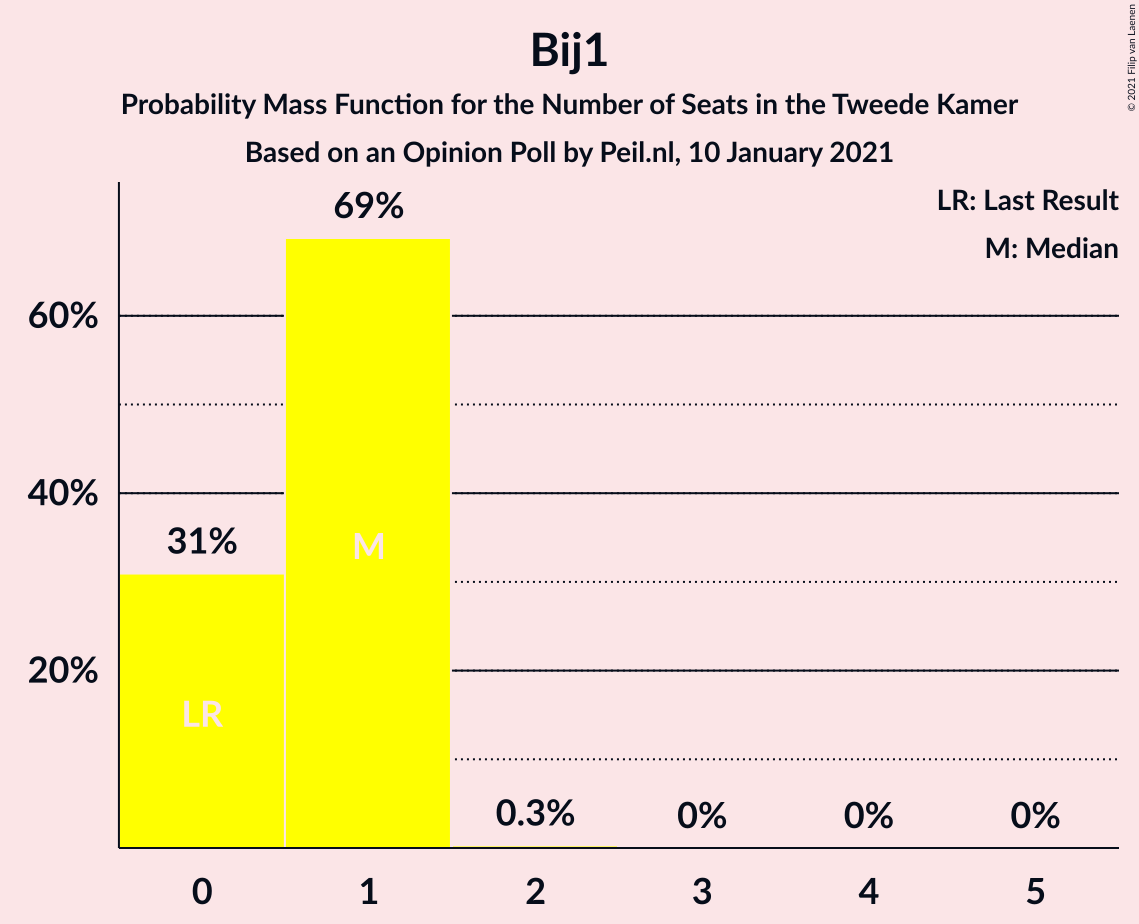 Bij1
Probability Mass Function for the Number of Seats in the Tweede Kamer
Based on an Opinion Poll by Peil.nl, 10 January 2021
© 2021 Filip van Laenen
LR: Last Result
M: Median
69%
60%
40%
31%
M
20%
LR
0.3%
0%
0%
0%
0
1
2
3
4
5